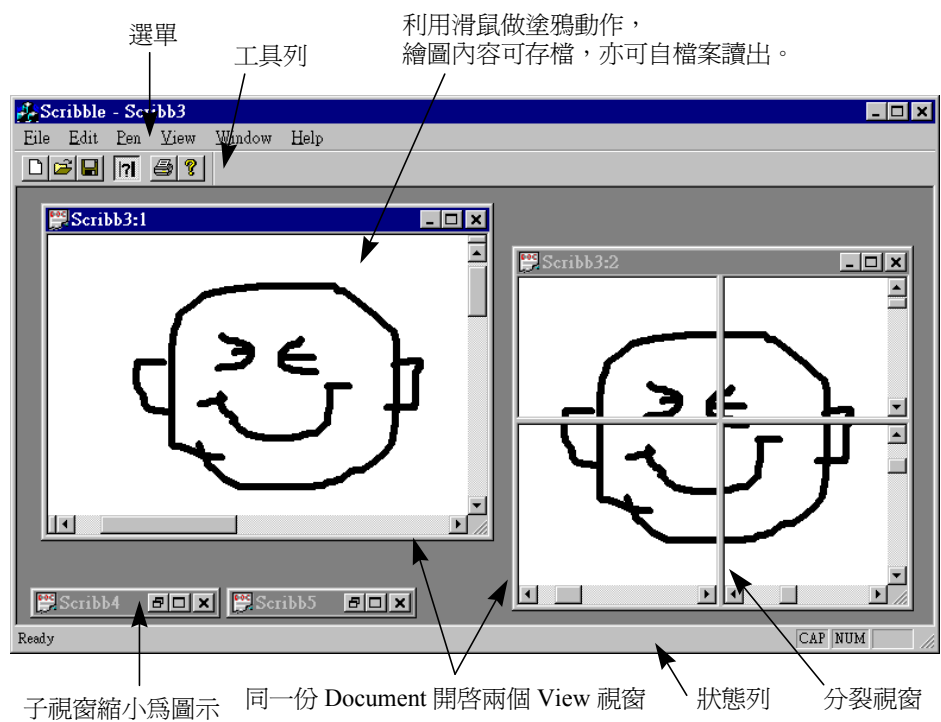 選單
工具列
利用滑鼠做塗鴉動作，
繪圖內容可存檔，亦可自檔案讀出。
Scribble - Scribb3
File Edit Pen View Window Help
Scribb3:1
Scribb3:2
Scribb4
Scribb5
Ready
CAP NUM
子視窗縮小為圖示
同一份 Document 開啓兩個 View 視窗
狀態列
分裂視窗